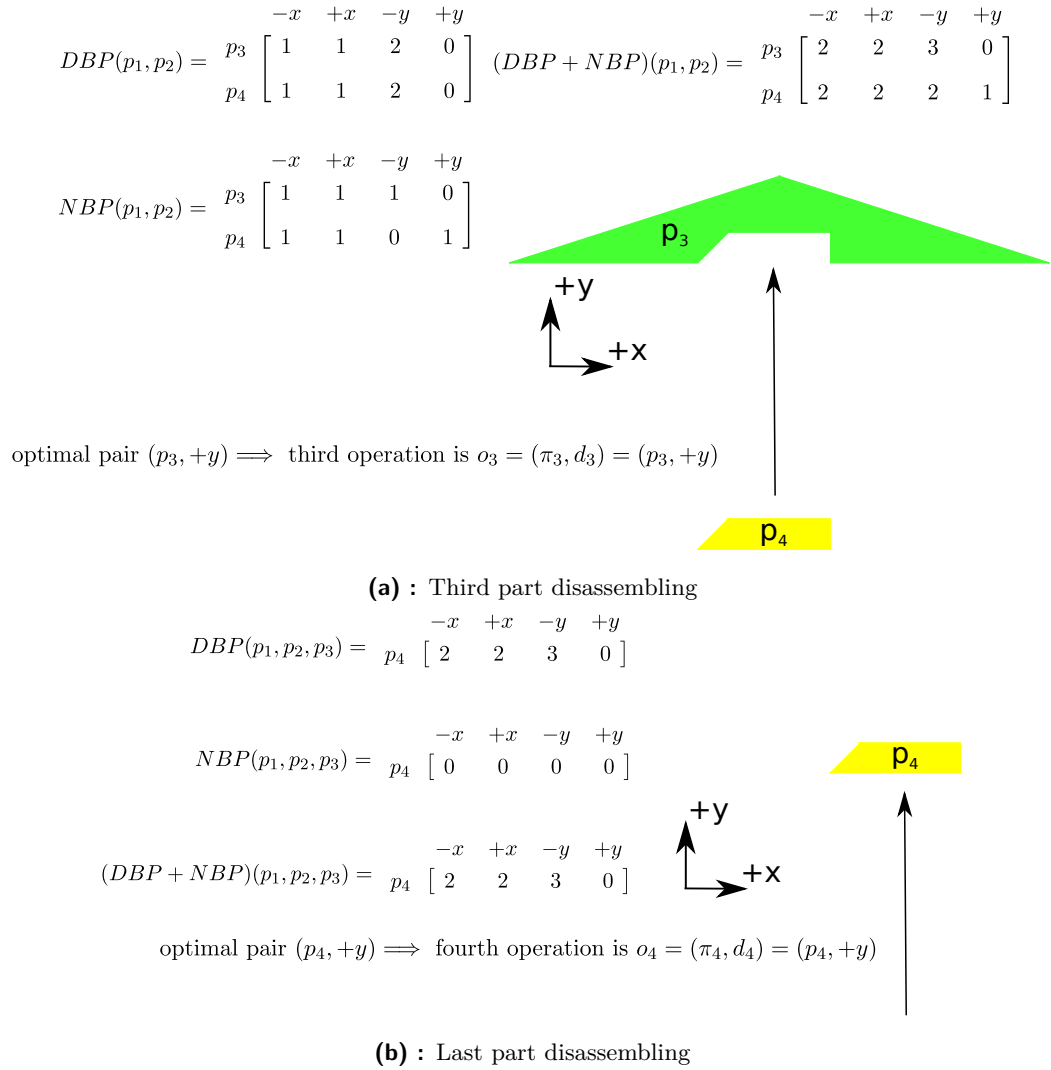 −x +x −y +y
DBP(p₁, p₂) = p₃ [ 1 1 2 0 ]
p₄ [ 1 1 2 0 ]
−x +x −y +y
(DBP + NBP)(p₁, p₂) = p₃ [ 2 2 3 0 ]
p₄ [ 2 2 2 1 ]
−x +x −y +y
NBP(p₁, p₂) = p₃ [ 1 1 1 0 ]
p₄ [ 1 1 0 1 ]
p₃
+y
+x
optimal pair (p₃, +y) ⟹ third operation is o₃ = (π₃, d₃) = (p₃, +y)
p₄
(a) : Third part disassembling
−x +x −y +y
DBP(p₁, p₂, p₃) = p₄ [ 2 2 3 0 ]
−x +x −y +y
NBP(p₁, p₂, p₃) = p₄ [ 0 0 0 0 ]
p₄
+y
+x
−x +x −y +y
(DBP + NBP)(p₁, p₂, p₃) = p₄ [ 2 2 3 0 ]
optimal pair (p₄, +y) ⟹ fourth operation is o₄ = (π₄, d₄) = (p₄, +y)
(b) : Last part disassembling